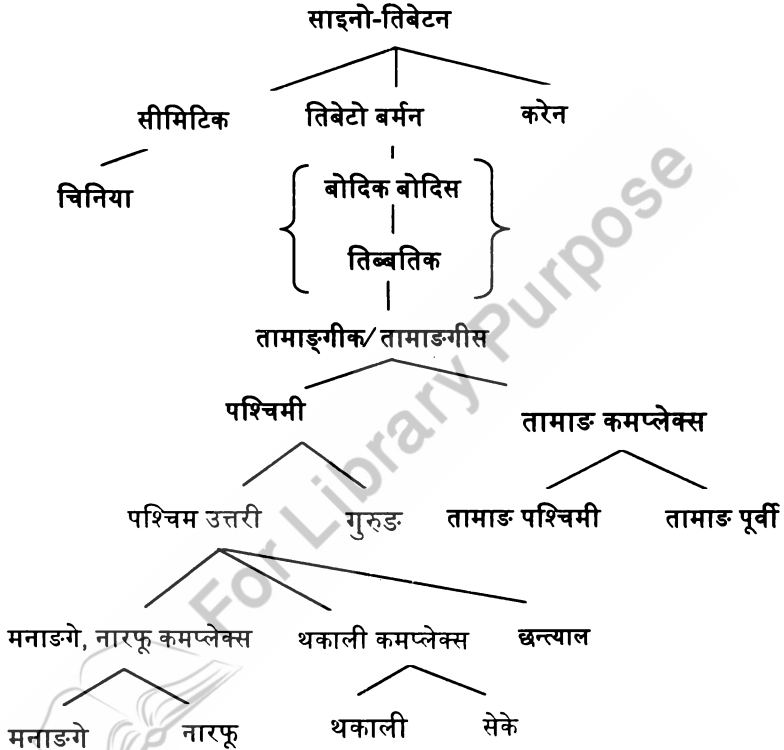 साइनो-तिबेटन
सीमिटिक तिबेटो बर्मन करेन
चिनिया बोदिक बोदिस
तिब्बतिक
तामाङ्गीक/ तामाङगीस
पश्चिमी तामाङ कमप्लेक्स
पश्चिम उत्तरी गुरुङ तामाङ पश्चिमी तामाङ पूर्वी
मनाङगे, नारफू कमप्लेक्स थकाली कमप्लेक्स छन्त्याल
मनाङगे नारफू थकाली सेके
For Library Purpose